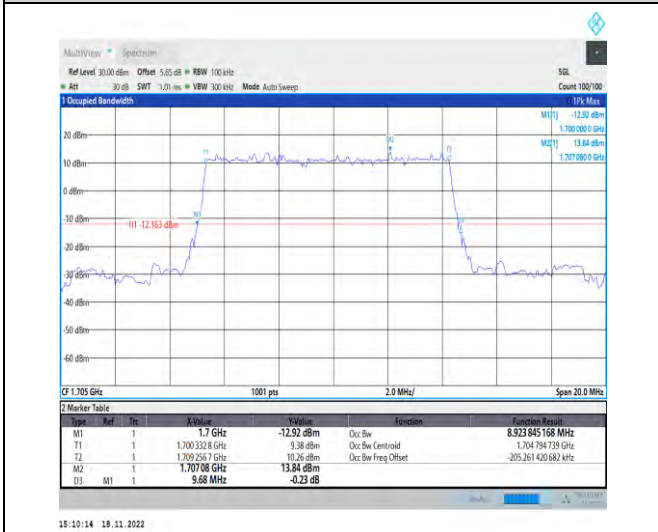 MultiView Spectrum
Ref Level 30.00 dBm Offset 5.65 dB RBW 100 kHz SGL
Att 30 dB SWT 1.01 ms VBW 300 kHz Mode Auto Sweep Count 100/100
1 Occupied Bandwidth 1Pk Max
M1[1] -12.92 dBm
1.700 000 0 GHz
M2[1] 13.84 dBm
1.707 080 0 GHz
20 dBm
M2
T1
10 dBm
0 dBm
-10 dBm
M1
H1 -12.163 dBm
-20 dBm
-30 dBm
-40 dBm
-50 dBm
-60 dBm
CF 1.705 GHz 1001 pts 2.0 MHz/ Span 20.0 MHz
2 Marker Table
Type Ref Trc X-Value Y-Value Function Function Result
M1 1 1.7 GHz -12.92 dBm Occ Bw 8.923 845 168 MHz
T1 1 1.700 332 8 GHz 9.38 dBm Occ Bw Centroid 1.704 794 739 GHz
T2 1 1.709 256 7 GHz 10.26 dBm Occ Bw Freq Offset -205.261 420 682 kHz
M2 1 1.707 08 GHz 13.84 dBm
D3 M1 1 9.68 MHz -0.23 dB
15:10:14 18.11.2022